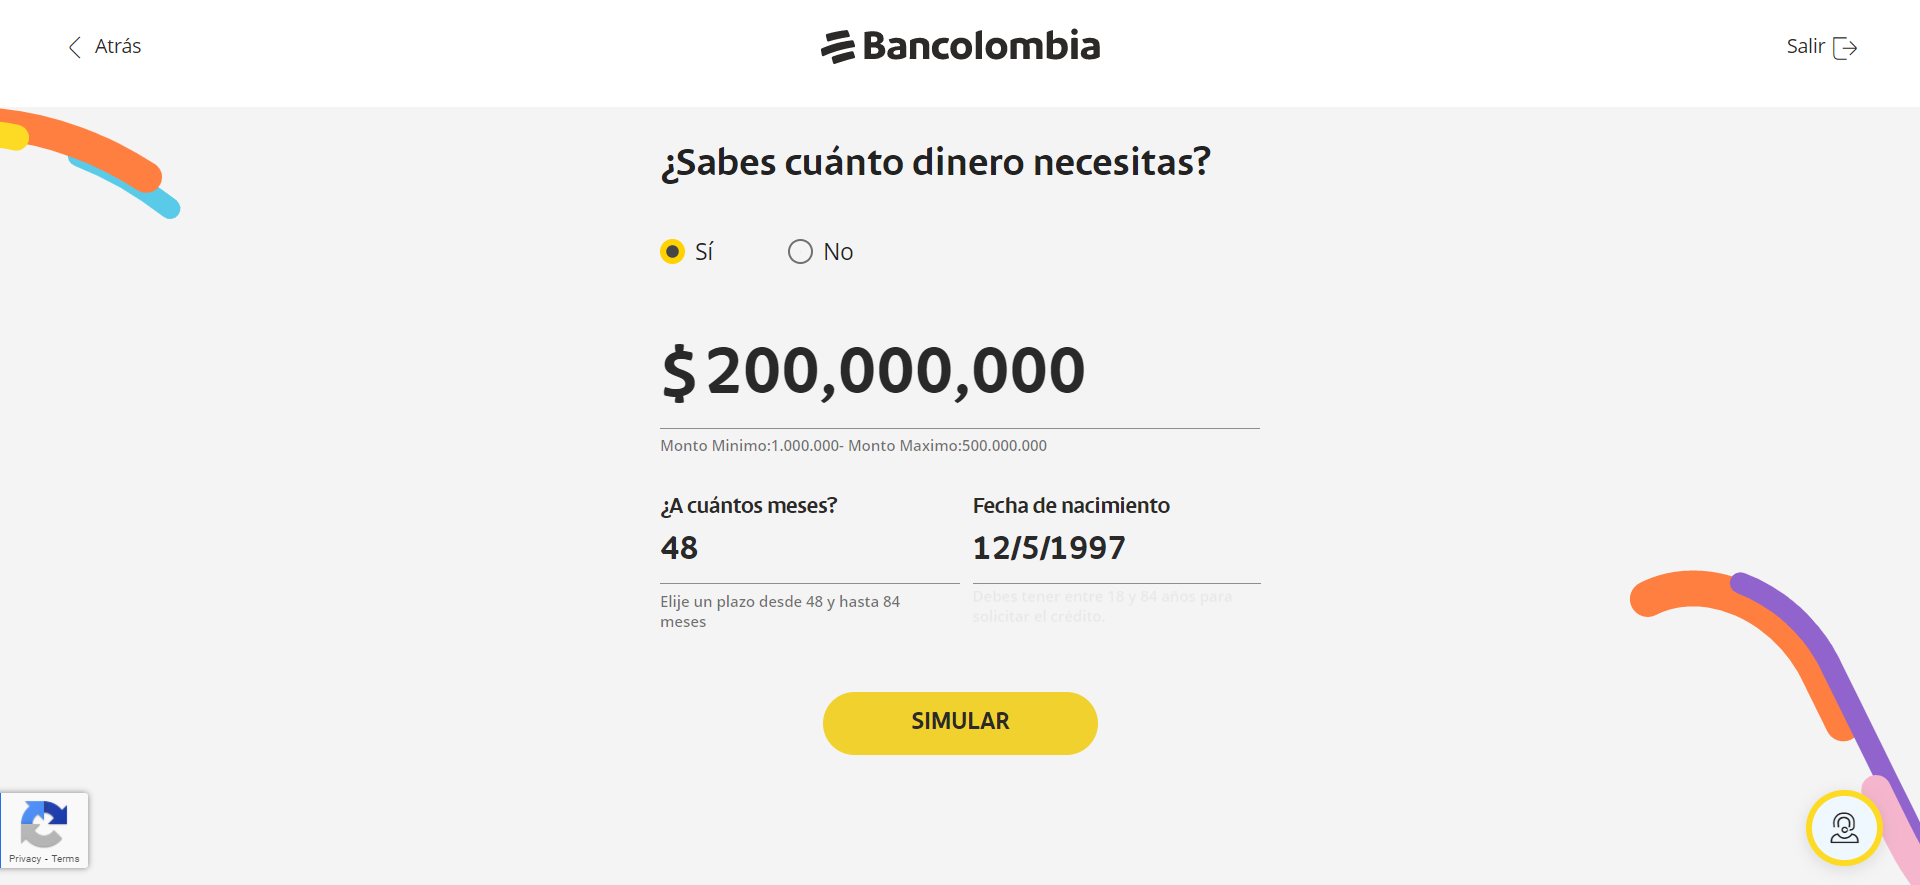 Atrás
Bancolombia
Salir
¿Sabes cuánto dinero necesitas?
Sí
No
$ 200,000,000
Monto Minimo:1.000.000- Monto Maximo:500.000.000
¿A cuántos meses?
48
Elije un plazo desde 48 y hasta 84
meses
Fecha de nacimiento
12/5/1997
Debes tener entre 18 y 84 años para
solicitar el credito.
SIMULAR
Privacy - Terms